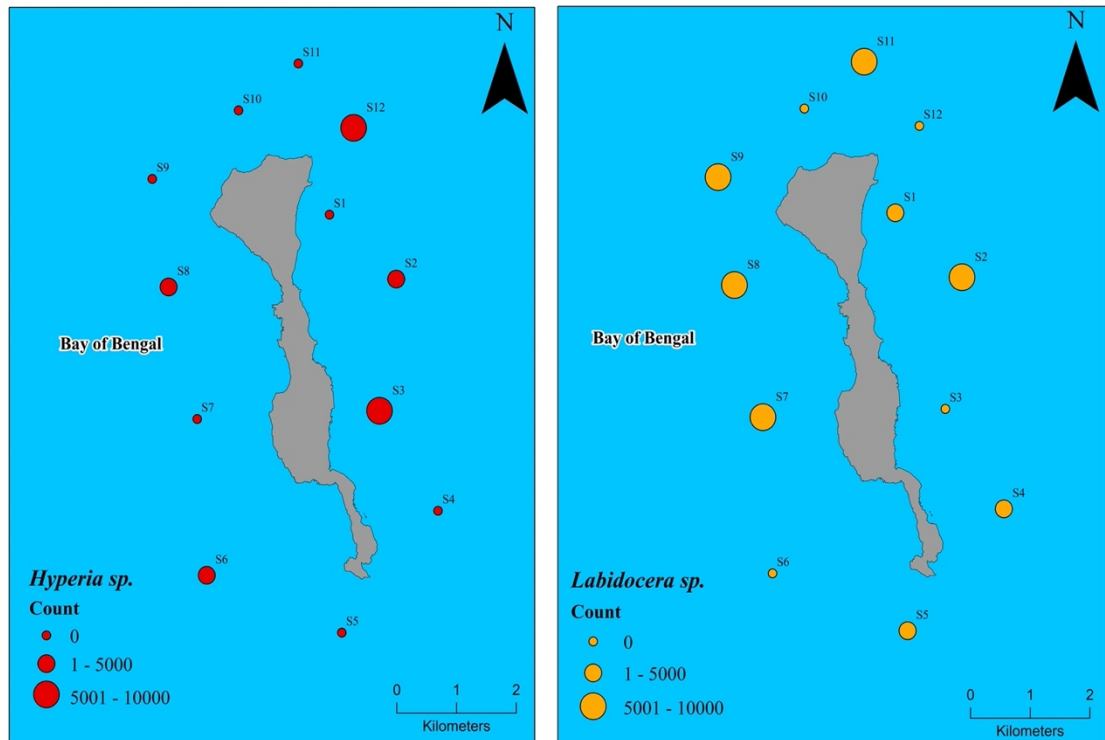 N
S11
S10
S12
S9
S1
S2
S8
Bay of Bengal
S3
S7
S4
S6
S5
Hyperia sp.
Count
0
1 - 5000
5001 - 10000
0 1 2
Kilometers
N
S11
S10
S12
S9
S1
S2
S8
Bay of Bengal
S3
S7
S4
S6
S5
Labidocera sp.
Count
0
1 - 5000
5001 - 10000
0 1 2
Kilometers